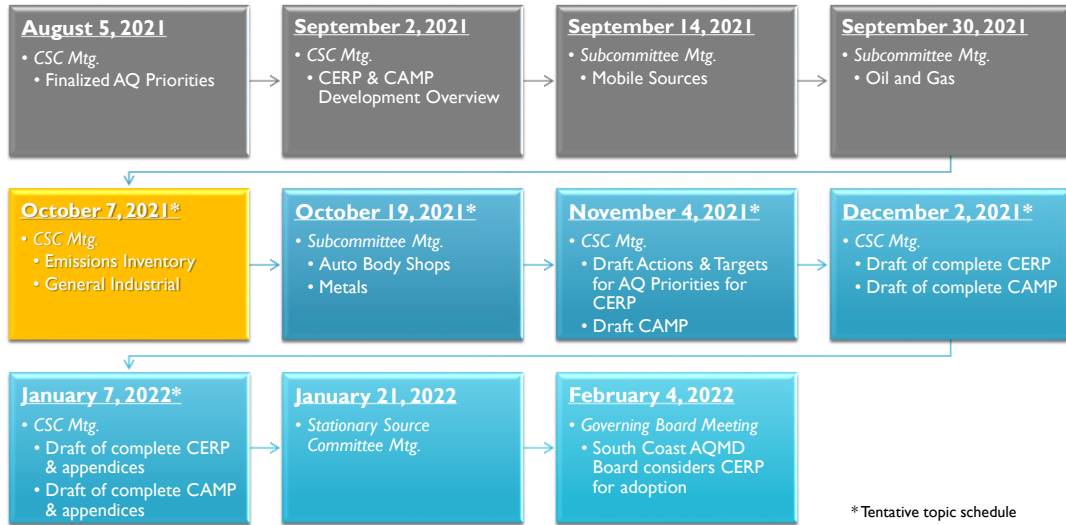 August 5, 2021
• CSC Mtg.
• Finalized AQ Priorities
September 2, 2021
• CSC Mtg.
• CERP & CAMP
Development Overview
September 14, 2021
• Subcommittee Mtg.
• Mobile Sources
September 30, 2021
• Subcommittee Mtg.
• Oil and Gas
October 7, 2021*
• CSC Mtg.
• Emissions Inventory
• General Industrial
October 19, 2021*
• Subcommittee Mtg.
• Auto Body Shops
• Metals
November 4, 2021*
• CSC Mtg.
• Draft Actions & Targets
for AQ Priorities for
CERP
• Draft CAMP
December 2, 2021*
• CSC Mtg.
• Draft of complete CERP
• Draft of complete CAMP
January 7, 2022*
• CSC Mtg.
• Draft of complete CERP
& appendices
• Draft of complete CAMP
& appendices
January 21, 2022
• Stationary Source
Committee Mtg.
February 4, 2022
• Governing Board Meeting
• South Coast AQMD
Board considers CERP
for adoption
* Tentative topic schedule